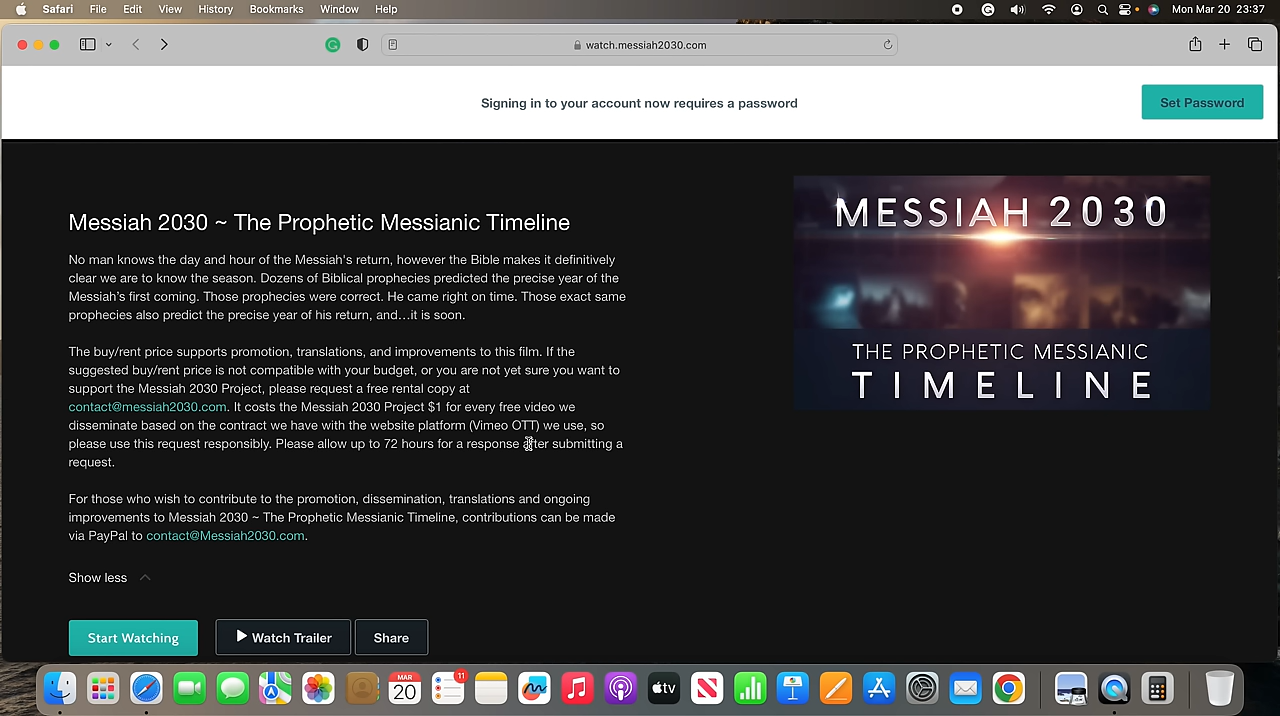 Safari File Edit View History Bookmarks Window Help Mon Mar 20 23:37
watch.messiah2030.com
Signing in to your account now requires a password
Set Password
Messiah 2030 ~ The Prophetic Messianic Timeline
No man knows the day and hour of the Messiah's return, however the Bible makes it definitively
clear we are to know the season. Dozens of Biblical prophecies predicted the precise year of the
Messiah's first coming. Those prophecies were correct. He came right on time. Those exact same
prophecies also predict the precise year of his return, and...it is soon.
The buy/rent price supports promotion, translations, and improvements to this film. If the
suggested buy/rent price is not compatible with your budget, or you are not yet sure you want to
support the Messiah 2030 Project, please request a free rental copy at
contact@messiah2030.com. It costs the Messiah 2030 Project $1 for every free video we
disseminate based on the contract we have with the website platform (Vimeo OTT) we use, so
please use this request responsibly. Please allow up to 72 hours for a response after submitting a
request.
For those who wish to contribute to the promotion, dissemination, translations and ongoing
improvements to Messiah 2030 ~ The Prophetic Messianic Timeline, contributions can be made
via PayPal to contact@Messiah2030.com.
Show less
Start Watching
Watch Trailer
Share
MESSIAH 2030
THE PROPHETIC MESSIANIC
TIMELINE
MAR
20
11
tv